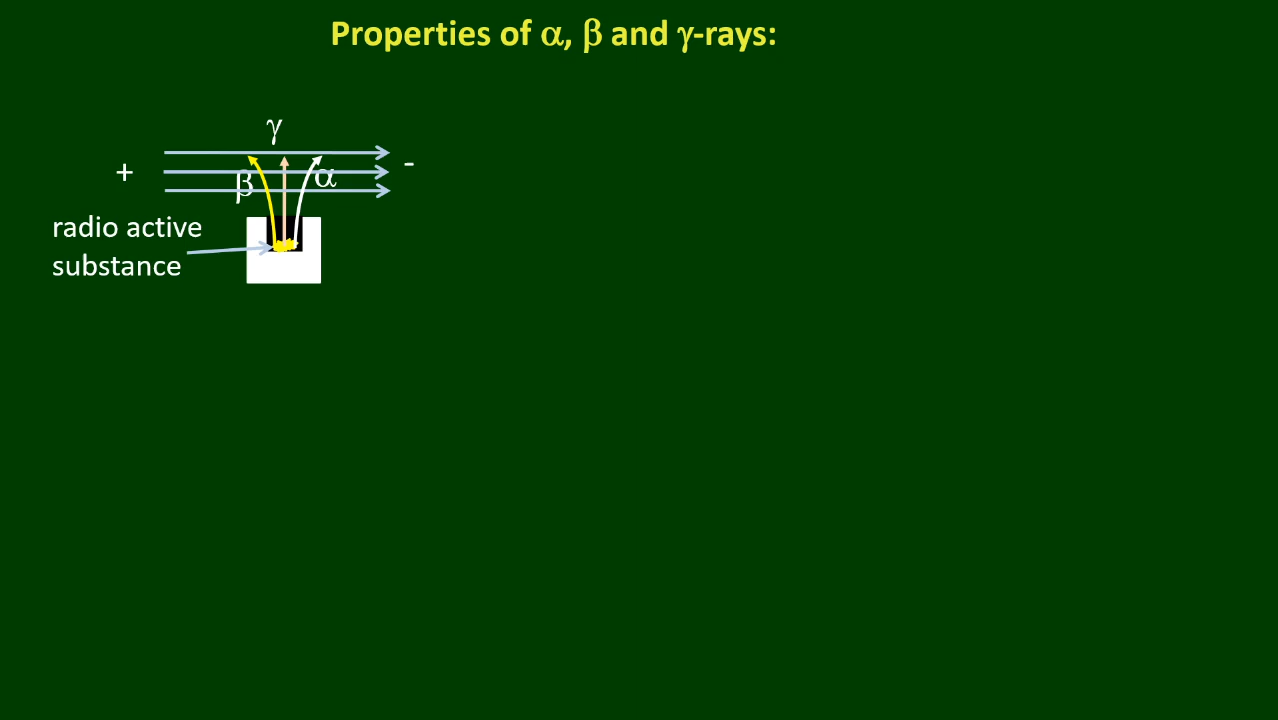 Properties of α, β and γ-rays:
γ
+
-
β
α
radio active
substance